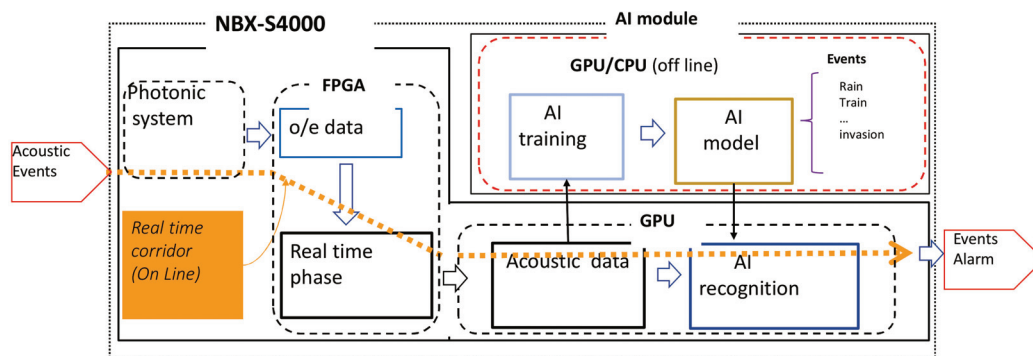 NBX-S4000
AI module
GPU/CPU (off line)
Events
Rain
Train
...
invasion
Photonic
system
FPGA
o/e data
AI
training
AI
model
Acoustic
Events
Real time
corridor
(On Line)
Real time
phase
GPU
Acoustic data
AI
recognition
Events
Alarm